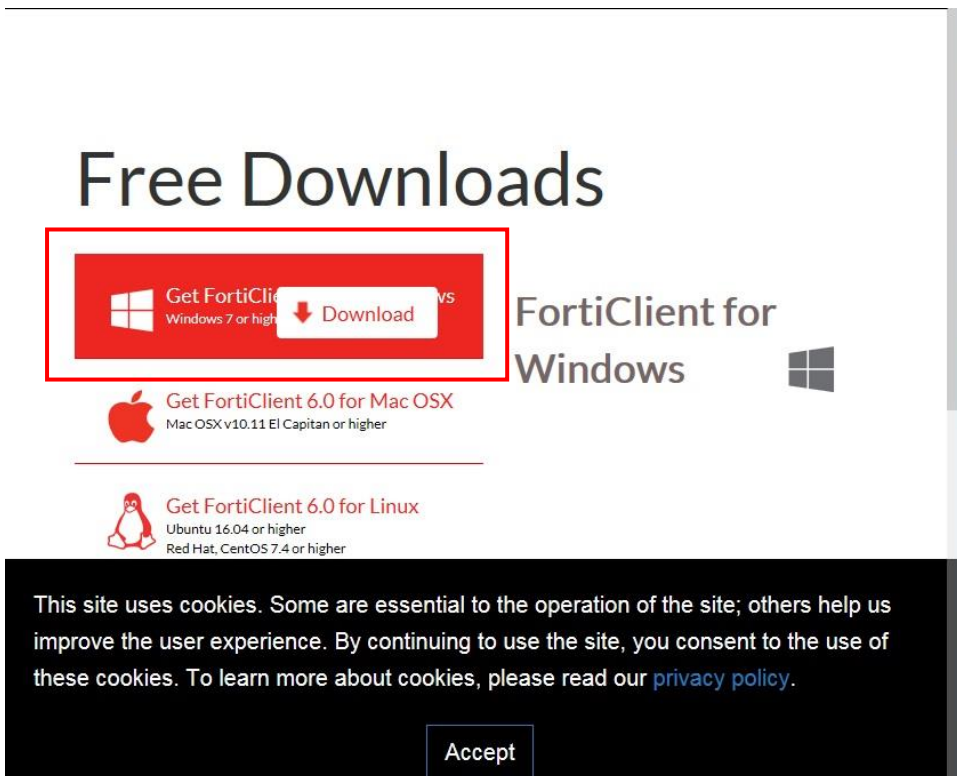 Free Downloads
Get FortiClie
Windows 7 or high
Download
FortiClient for
Windows
Get FortiClient 6.0 for Mac OSX
Mac OSX v10.11 El Capitan or higher
Get FortiClient 6.0 for Linux
Ubuntu 16.04 or higher
Red Hat, CentOS 7.4 or higher
This site uses cookies. Some are essential to the operation of the site; others help us
improve the user experience. By continuing to use the site, you consent to the use of
these cookies. To learn more about cookies, please read our privacy policy.
Accept